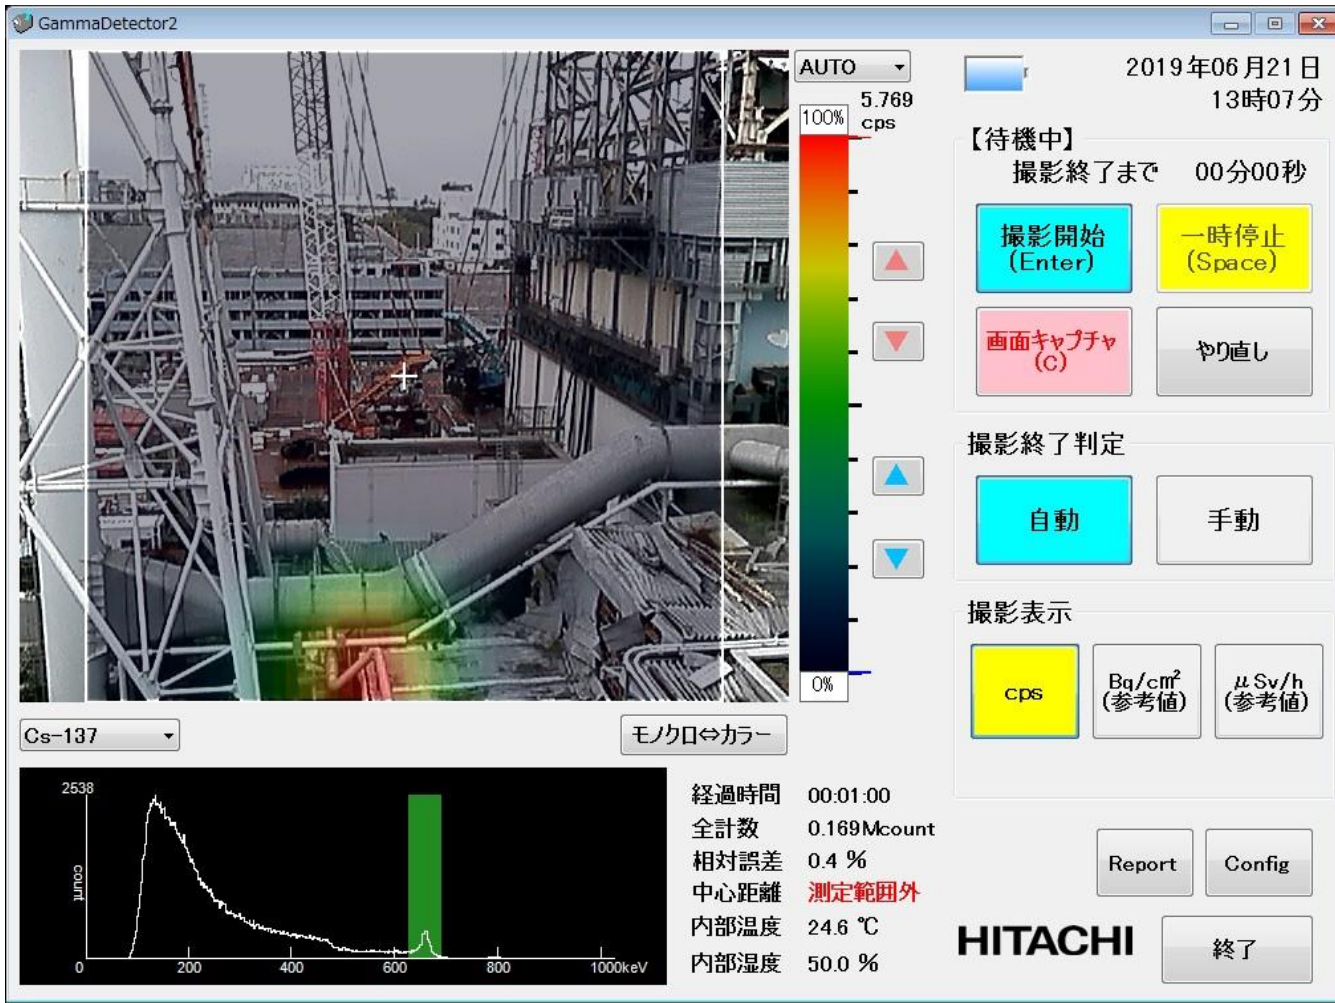 GammaDetector2
AUTO
5.769
cps
100%
0%
2019年06月21日
13時07分
【待機中】
撮影終了まで 00分00秒
撮影開始
(Enter)
一時停止
(Space)
画面キャプチャ
(C)
やり直し
撮影終了判定
自動
手動
撮影表示
cps
Bq/c㎡
(参考値)
μSv/h
(参考値)
Cs-137
モノクロ⇔カラー
2538
count
0 200 400 600 800 1000keV
経過時間 00:01:00
全計数 0.169Mcount
相対誤差 0.4 %
中心距離 測定範囲外
内部温度 24.6 ℃
内部湿度 50.0 %
Report
Config
HITACHI
終了